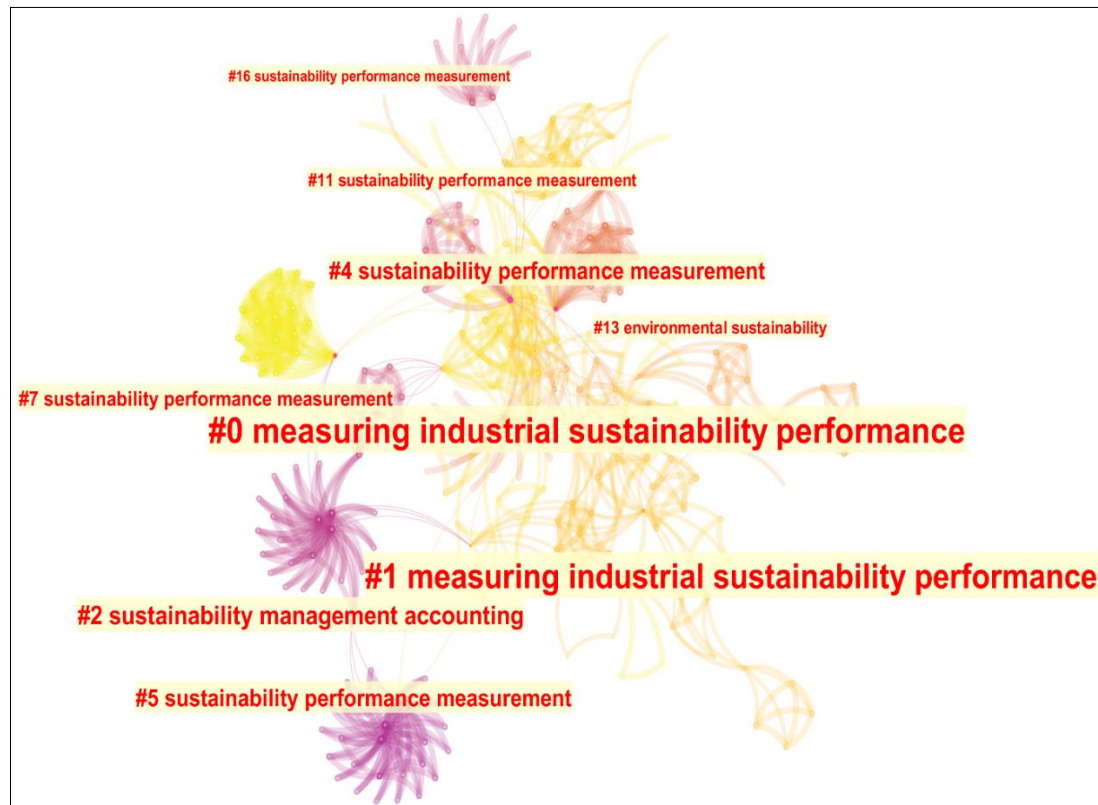 #16 sustainability performance measurement
#11 sustainability performance measurement
#4 sustainability performance measurement
#13 environmental sustainability
#7 sustainability performance measurement
#0 measuring industrial sustainability performance
#1 measuring industrial sustainability performance
#2 sustainability management accounting
#5 sustainability performance measurement